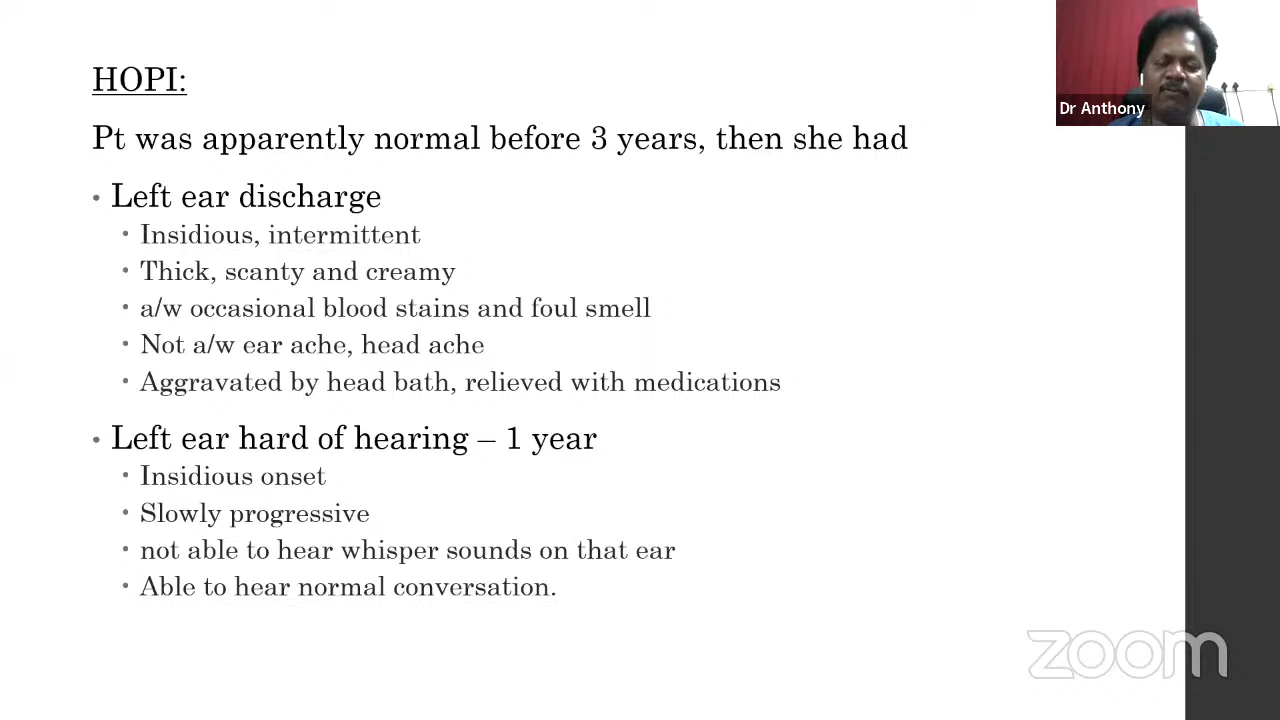 HOPI:
Pt was apparently normal before 3 years, then she had
• Left ear discharge
• Insidious, intermittent
• Thick, scanty and creamy
• a/w occasional blood stains and foul smell
• Not a/w ear ache, head ache
• Aggravated by head bath, relieved with medications
• Left ear hard of hearing – 1 year
• Insidious onset
• Slowly progressive
• not able to hear whisper sounds on that ear
• Able to hear normal conversation.
Dr Anthony
zoom